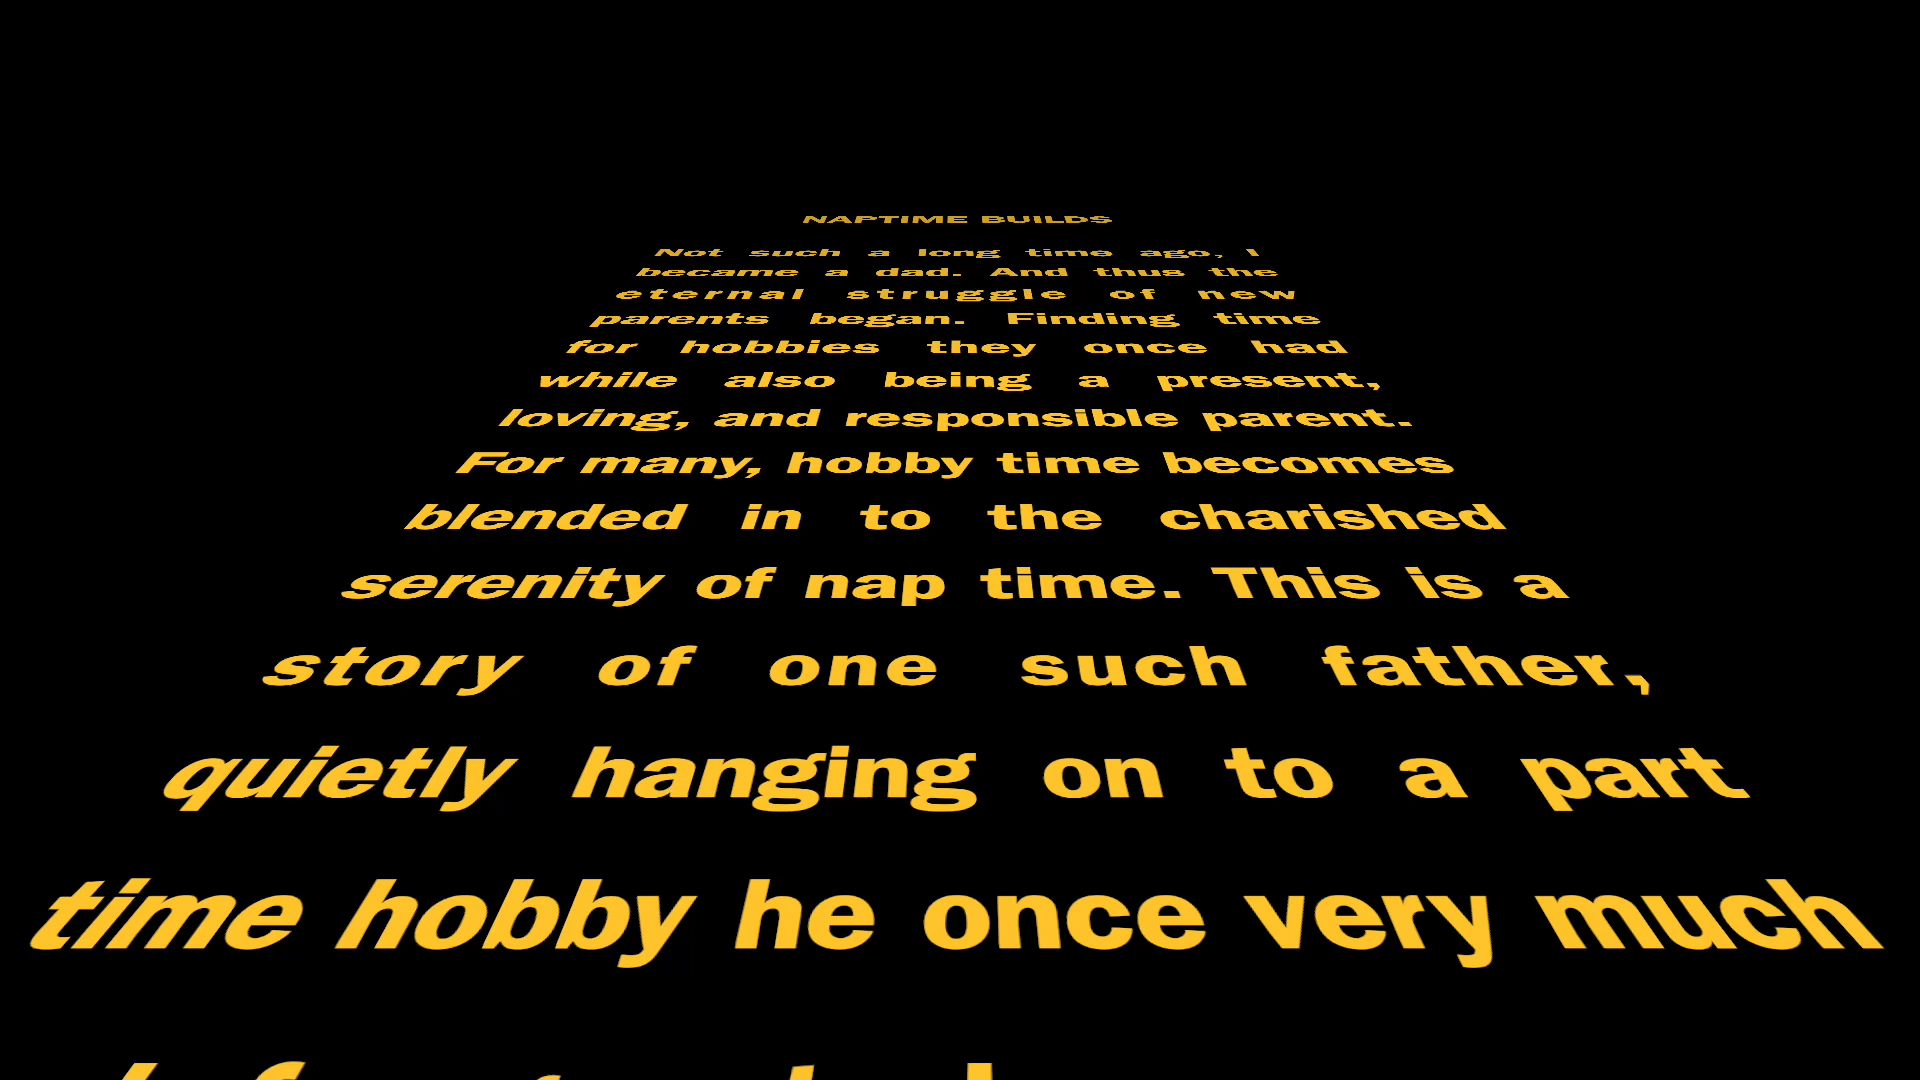 NAPTIME BUILDS
Not such a long time ago, I
became a dad. And thus the
eternal struggle of new
parents began. Finding time
for hobbies they once had
while also being a present,
loving, and responsible parent.
For many, hobby time becomes
blended in to the charished
serenity of nap time. This is a
story of one such father,
quietly hanging on to a part
time hobby he once very much